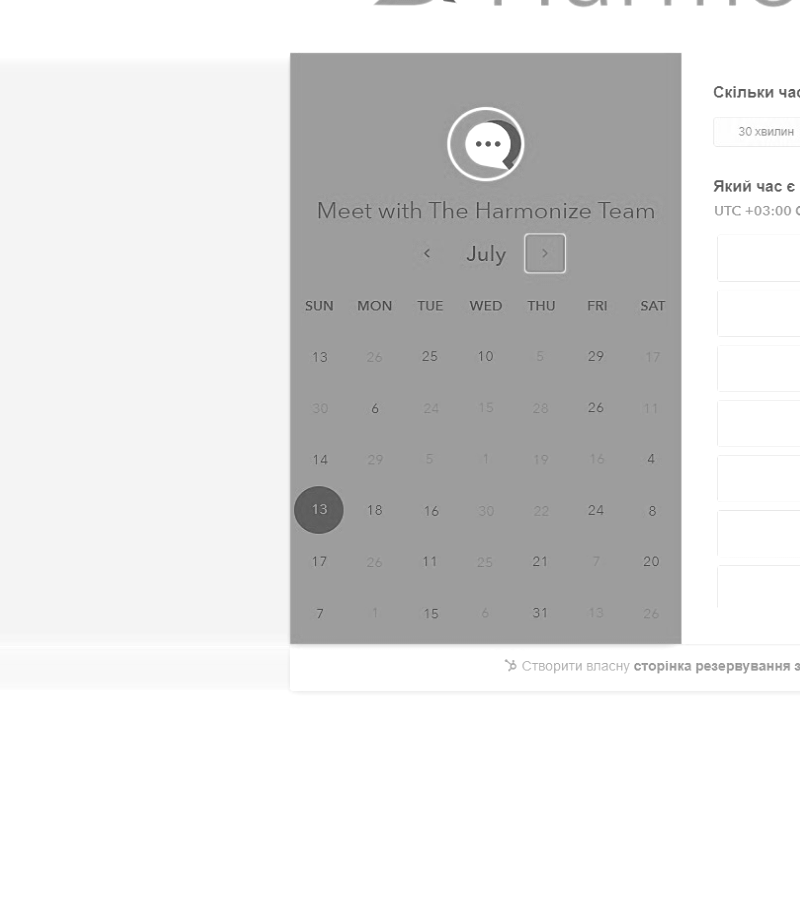 Meet with The Harmonize Team
July
SUN MON TUE WED THU FRI SAT
13 26 25 10 5 29 17
30 6 24 15 28 26 11
14 29 5 1 19 16 4
13 18 16 30 22 24 8
17 26 11 25 21 7 20
7 1 15 6 31 13 26
Скільки
30 хвилин
Який час є
UTC +03:00
Створити власну сторінка резервування